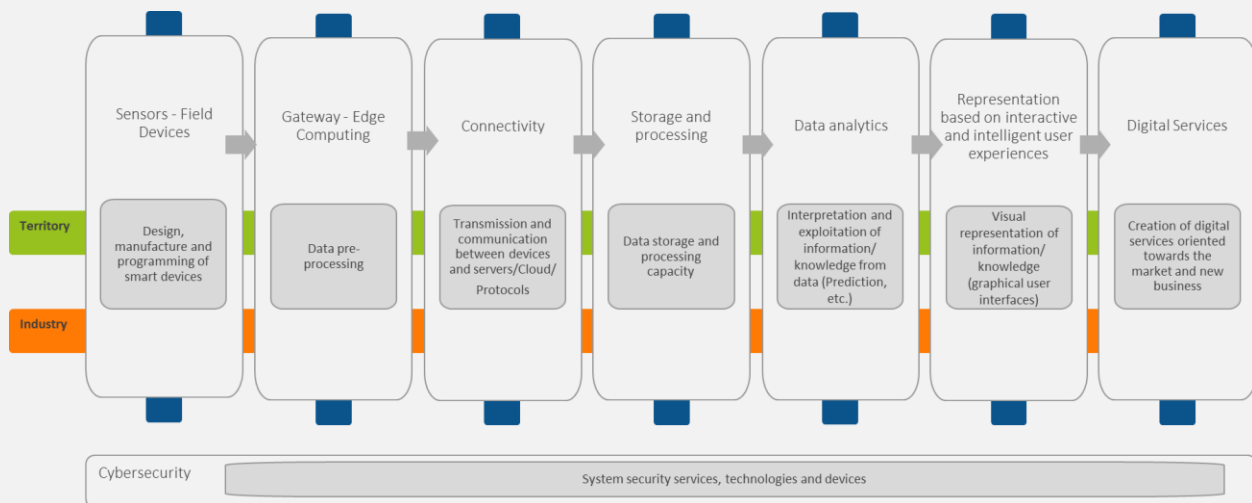 Sensors - Field
Devices
Gateway - Edge
Computing
Connectivity
Storage and
processing
Data analytics
Representation
based on interactive
and intelligent user
experiences
Digital Services
Territory
Design,
manufacture and
programming of
smart devices
Data pre-
processing
Transmission and
communication
between devices
and servers/Cloud/
Protocols
Data storage and
processing
capacity
Interpretation and
exploitation of
information/
knowledge from
data (Prediction,
etc.)
Visual
representation of
information/
knowledge
(graphical user
interfaces)
Creation of digital
services oriented
towards the
market and new
business
Industry
Cybersecurity
System security services, technologies and devices